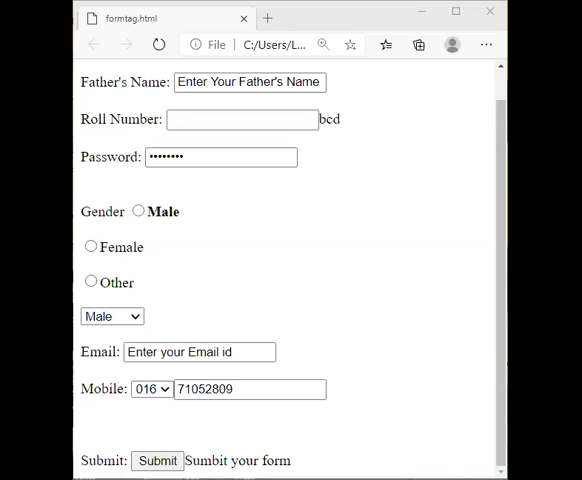 formtag.html
File C:/Users/L...
Father's Name: Enter Your Father's Name
Roll Number: bcd
Password: ••••••••
Gender Male
Female
Other
Male
Email: Enter your Email id
Mobile: 016 71052809
Submit: Submit Sumbit your form